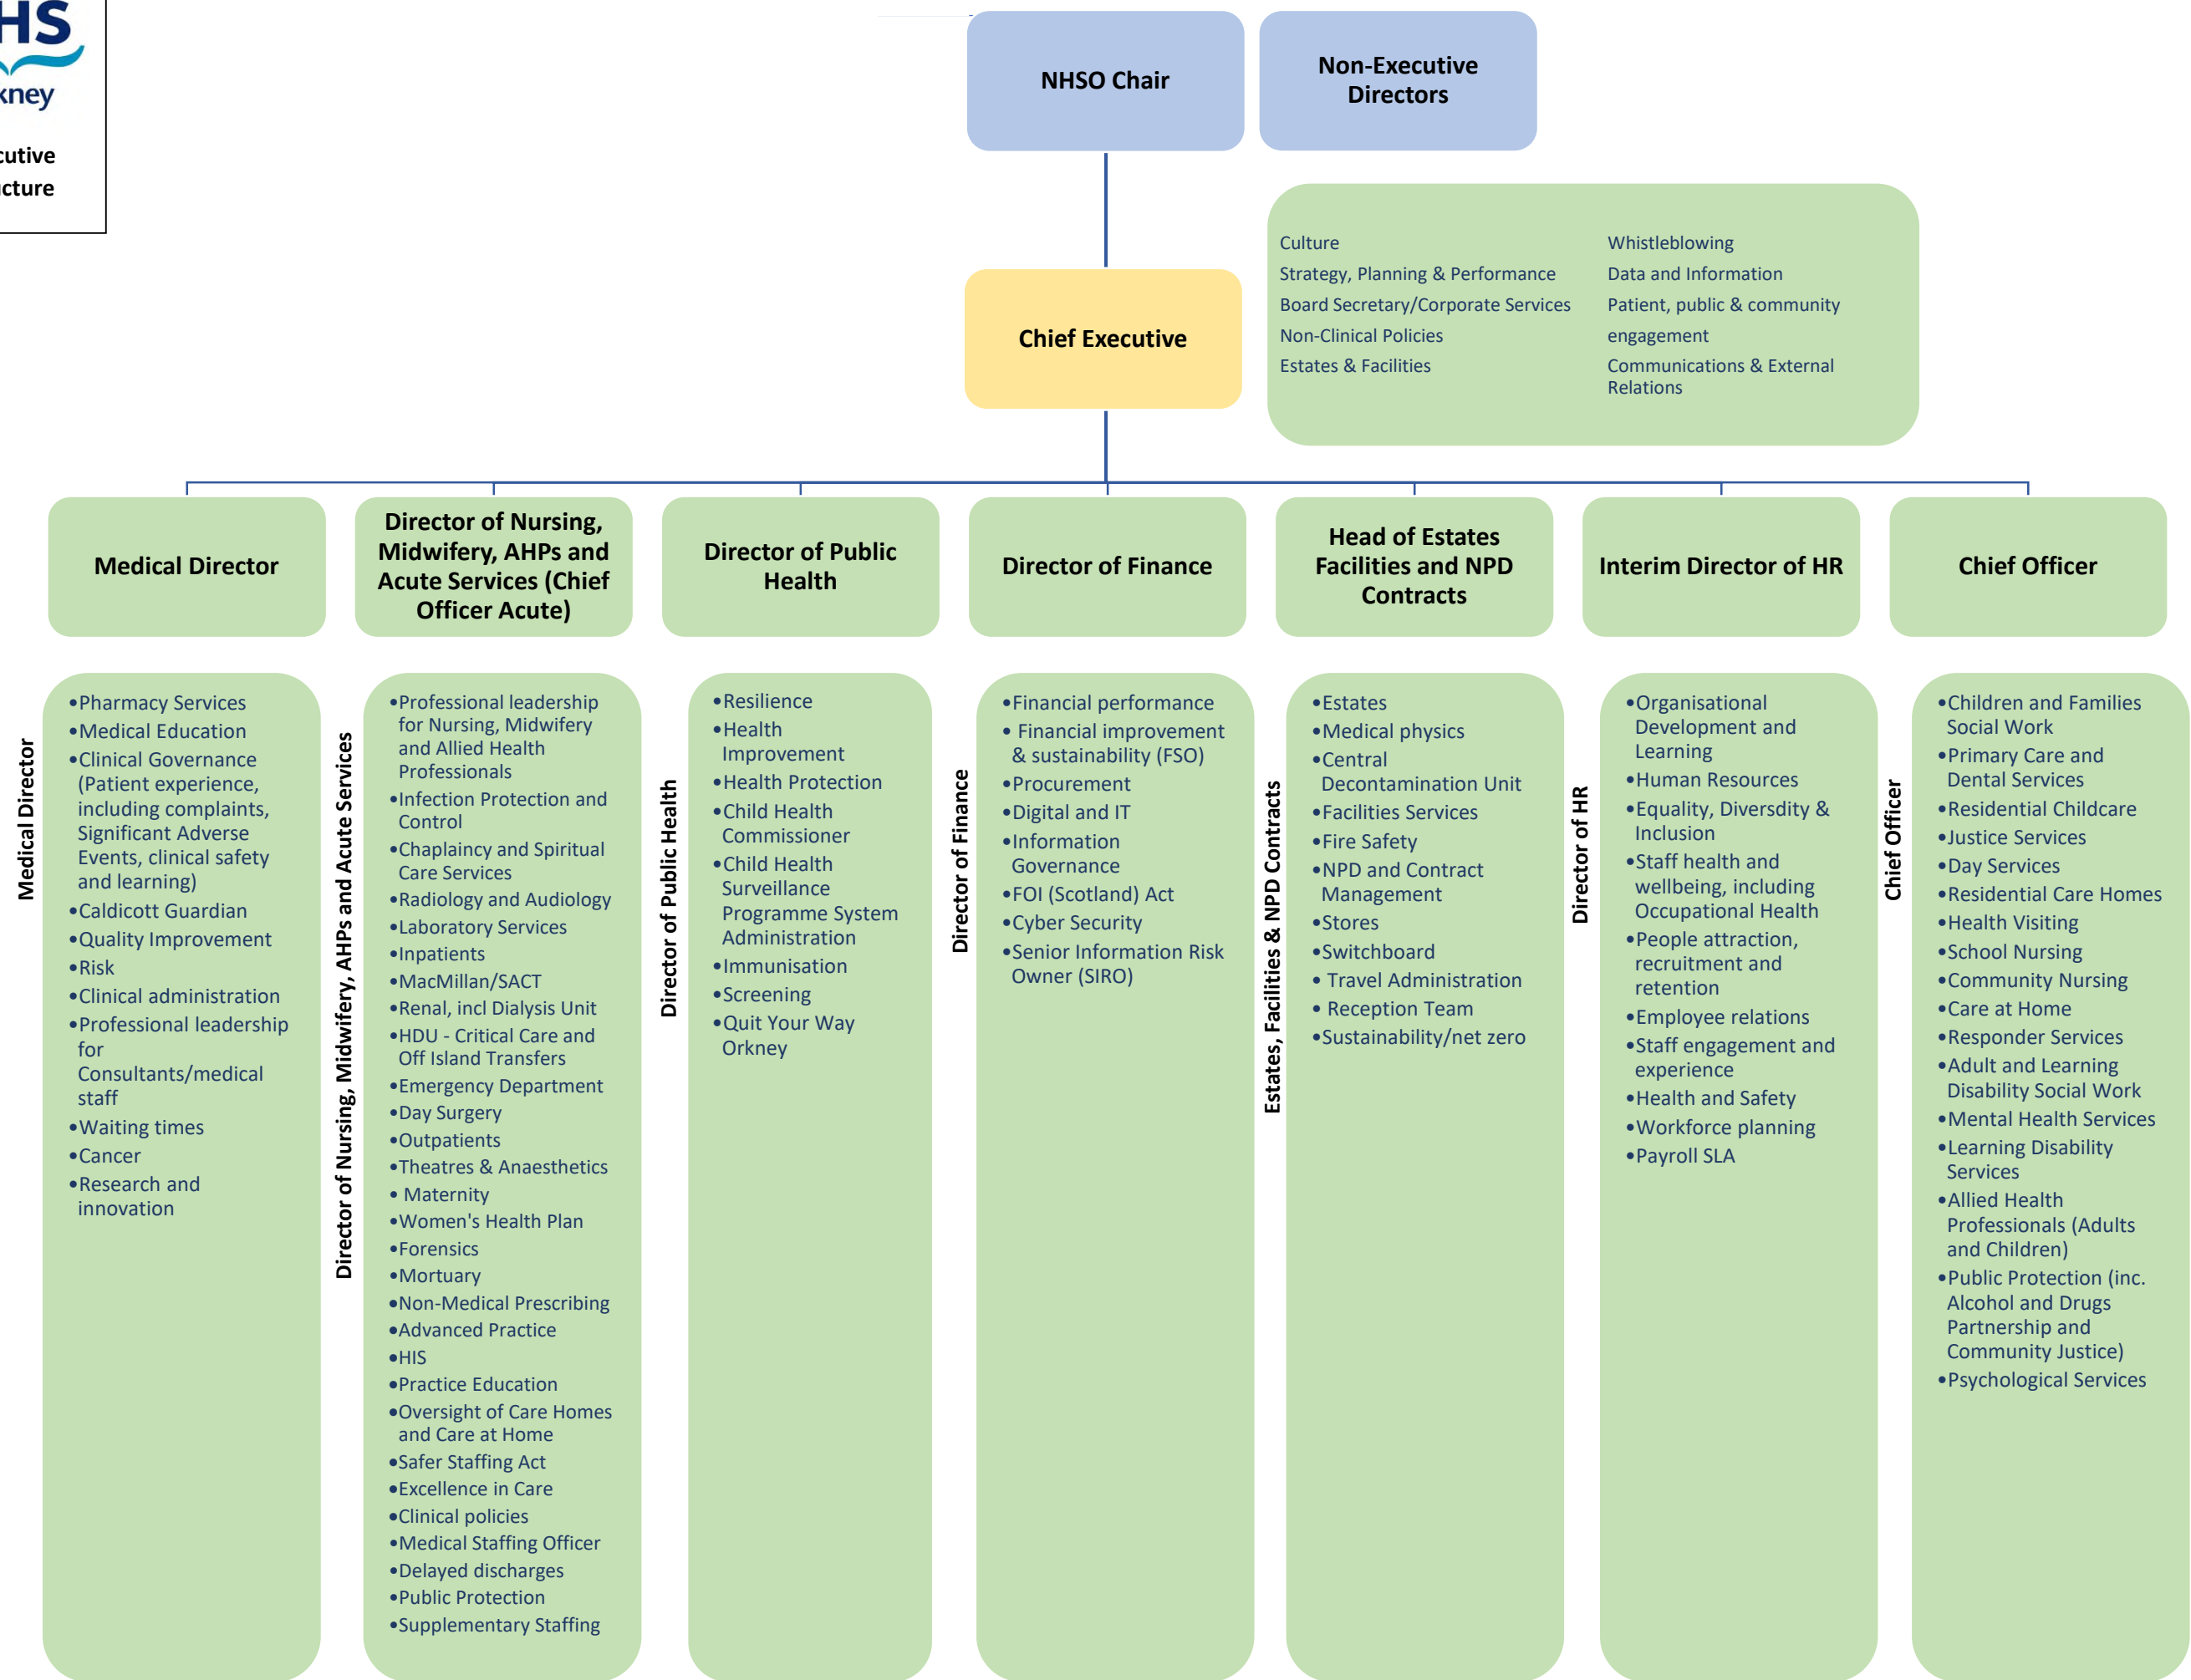 HS
kney
cutive
cture
NHSO Chair
Non-Executive
Directors
Culture
Strategy, Planning & Performance
Board Secretary/Corporate Services
Non-Clinical Policies
Estates & Facilities
Whistleblowing
Data and Information
Patient, public & community
engagement
Communications & External
Relations
Chief Executive
Medical Director
Director of Nursing,
Midwifery, AHPs and
Acute Services (Chief
Officer Acute)
Director of Public
Health
Director of Finance
Head of Estates
Facilities and NPD
Contracts
Interim Director of HR
Chief Officer
Medical Director
•Pharmacy Services
•Medical Education
•Clinical Governance
(Patient experience,
including complaints,
Significant Adverse
Events, clinical safety
and learning)
•Caldicott Guardian
•Quality Improvement
•Risk
•Clinical administration
•Professional leadership
for
Consultants/medical
staff
•Waiting times
•Cancer
•Research and
innovation
Director of Nursing, Midwifery, AHPs and Acute Services
•Professional leadership
for Nursing, Midwifery
and Allied Health
Professionals
•Infection Protection and
Control
•Chaplaincy and Spiritual
Care Services
•Radiology and Audiology
•Laboratory Services
•Inpatients
•MacMillan/SACT
•Renal, incl Dialysis Unit
•HDU - Critical Care and
Off Island Transfers
•Emergency Department
•Day Surgery
•Outpatients
•Theatres & Anaesthetics
• Maternity
•Women's Health Plan
•Forensics
•Mortuary
•Non-Medical Prescribing
•Advanced Practice
•HIS
•Practice Education
•Oversight of Care Homes
and Care at Home
•Safer Staffing Act
•Excellence in Care
•Clinical policies
•Medical Staffing Officer
•Delayed discharges
•Public Protection
•Supplementary Staffing
Director of Public Health
•Resilience
•Health
Improvement
•Health Protection
•Child Health
Commissioner
•Child Health
Surveillance
Programme System
Administration
•Immunisation
•Screening
•Quit Your Way
Orkney
Director of Finance
•Financial performance
• Financial improvement
& sustainability (FSO)
•Procurement
•Digital and IT
•Information
Governance
•FOI (Scotland) Act
•Cyber Security
•Senior Information Risk
Owner (SIRO)
Estates, Facilities & NPD Contracts
•Estates
•Medical physics
•Central
Decontamination Unit
•Facilities Services
•Fire Safety
•NPD and Contract
Management
•Stores
•Switchboard
• Travel Administration
• Reception Team
•Sustainability/net zero
Director of HR
•Organisational
Development and
Learning
•Human Resources
•Equality, Diversdity &
Inclusion
•Staff health and
wellbeing, including
Occupational Health
•People attraction,
recruitment and
retention
•Employee relations
•Staff engagement and
experience
•Health and Safety
•Workforce planning
•Payroll SLA
Chief Officer
•Children and Families
Social Work
•Primary Care and
Dental Services
•Residential Childcare
•Justice Services
•Day Services
•Residential Care Homes
•Health Visiting
•School Nursing
•Community Nursing
•Care at Home
•Responder Services
•Adult and Learning
Disability Social Work
•Mental Health Services
•Learning Disability
Services
•Allied Health
Professionals (Adults
and Children)
•Public Protection (inc.
Alcohol and Drugs
Partnership and
Community Justice)
•Psychological Services